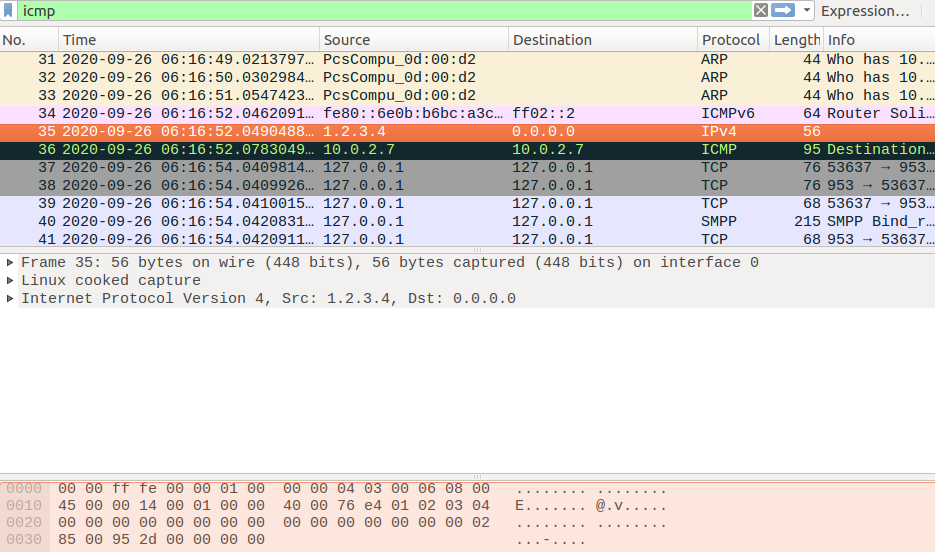 icmp Expression…
No. Time Source Destination Protocol Length Info
31 2020-09-26 06:16:49.0213797… PcsCompu_0d:00:d2 ARP 44 Who has 10.…
32 2020-09-26 06:16:50.0302984… PcsCompu_0d:00:d2 ARP 44 Who has 10.…
33 2020-09-26 06:16:51.0547423… PcsCompu_0d:00:d2 ARP 44 Who has 10.…
34 2020-09-26 06:16:52.0462091… fe80::6e0b:b6bc:a3c… ff02::2 ICMPv6 64 Router Soli…
35 2020-09-26 06:16:52.0490488… 1.2.3.4 0.0.0.0 IPv4 56
36 2020-09-26 06:16:52.0783049… 10.0.2.7 10.0.2.7 ICMP 95 Destination…
37 2020-09-26 06:16:54.0409814… 127.0.0.1 127.0.0.1 TCP 76 53637 → 953…
38 2020-09-26 06:16:54.0409926… 127.0.0.1 127.0.0.1 TCP 76 953 → 53637…
39 2020-09-26 06:16:54.0410015… 127.0.0.1 127.0.0.1 TCP 68 53637 → 953…
40 2020-09-26 06:16:54.0420831… 127.0.0.1 127.0.0.1 SMPP 215 SMPP Bind_r…
41 2020-09-26 06:16:54.0420911… 127.0.0.1 127.0.0.1 TCP 68 953 → 53637…
Frame 35: 56 bytes on wire (448 bits), 56 bytes captured (448 bits) on interface 0
Linux cooked capture
Internet Protocol Version 4, Src: 1.2.3.4, Dst: 0.0.0.0
0000 00 00 ff fe 00 00 01 00 00 00 04 03 00 06 08 00 ........ ........
0010 45 00 00 14 00 01 00 00 40 00 76 e4 01 02 03 04 E....... @.v.....
0020 00 00 00 00 00 00 00 00 00 00 00 00 00 00 00 02 ........ ........
0030 85 00 95 2d 00 00 00 00 ...-....